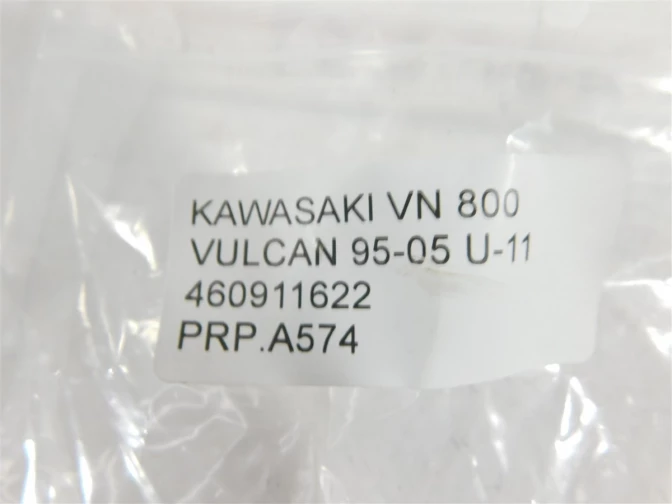 KAWASAKI VN 800
VULCAN 95-05 U-11
460911622
PRP.A574